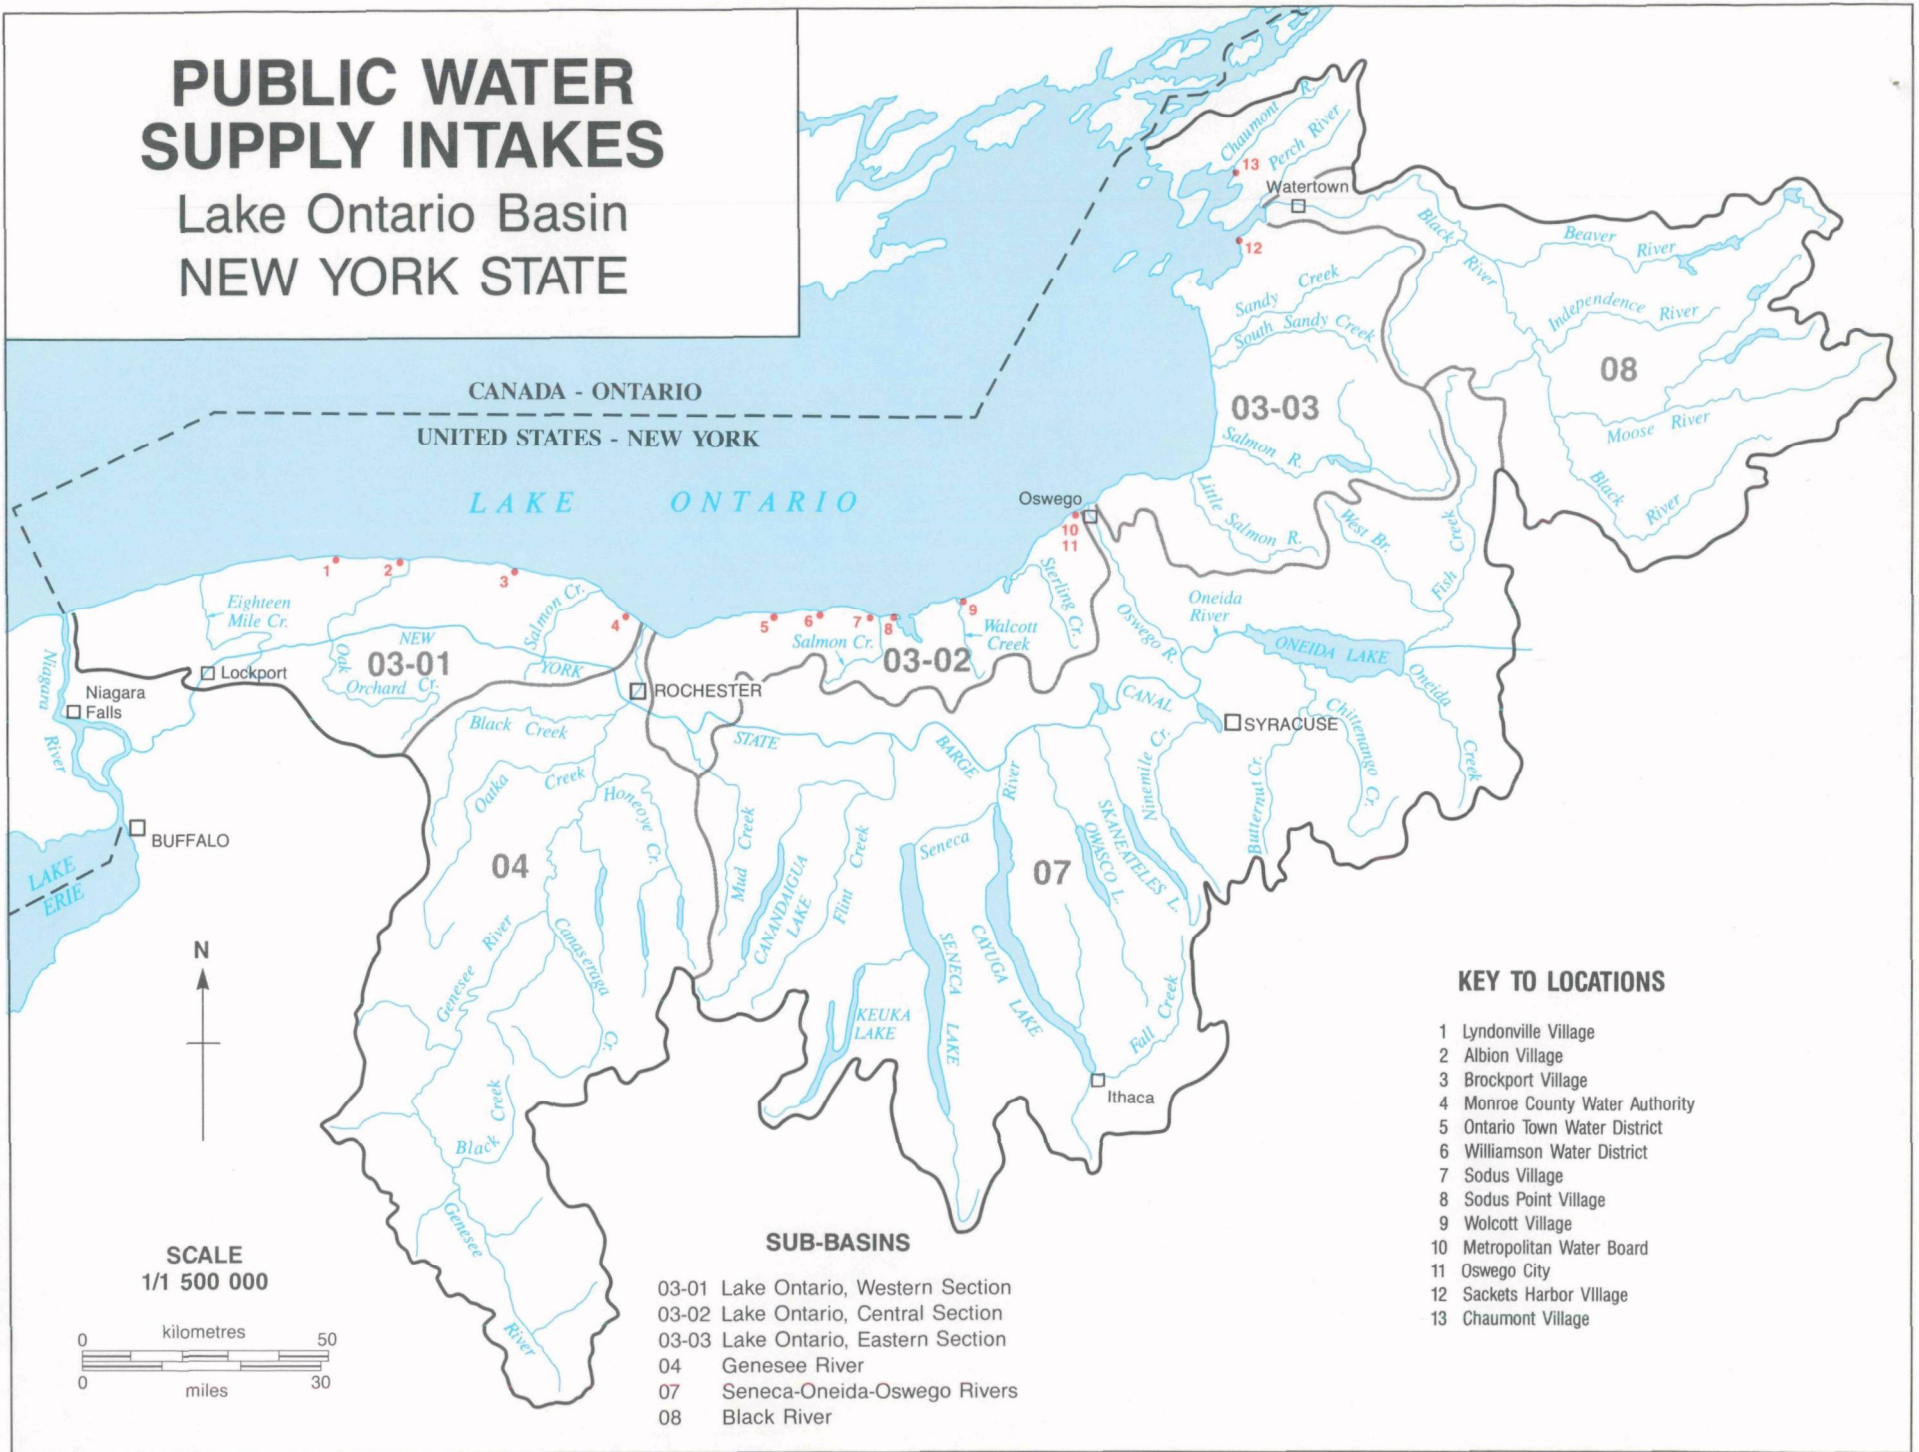 PUBLIC WATER
SUPPLY INTAKES
Lake Ontario Basin
NEW YORK STATE
CANADA - ONTARIO
UNITED STATES - NEW YORK
LAKE ONTARIO
Chaumont R.
Perch River
13
Watertown
12
Black River
Beaver River
Sandy Creek
South Sandy Creek
Independence River
08
03-03
Moose River
Salmon R.
Black River
Little Salmon R.
West Br.
Fish Creek
Oswego
10
11
1
2
3
4
5
6
7
8
9
Eighteen
Mile Cr.
Salmon Cr.
Sterling Cr.
Walcott
Creek
Salmon Cr.
03-02
Oswego R.
Oneida
River
ONEIDA LAKE
Oneida Creek
NEW YORK
03-01
Oak Orchard Cr.
Lockport
Niagara
Falls
Niagara River
ROCHESTER
STATE BARGE CANAL
SYRACUSE
Chittenango Cr.
Butternut Cr.
Ninemile Cr.
Black Creek
Oatka Creek
Honeoye Cr.
BUFFALO
LAKE
ERIE
04
Mud Creek
CANANDAIGUA
LAKE
Flint Creek
Seneca River
07
SKANEATELES L.
OWASCO L.
Genesee River
Canaseraga Cr.
KEUKA
LAKE
SENECA LAKE
CAYUGA LAKE
Fall Creek
Ithaca
Black Creek
Genesee River
N
SCALE
1/1 500 000
kilometres
0 50
0 30
miles
SUB-BASINS
03-01 Lake Ontario, Western Section
03-02 Lake Ontario, Central Section
03-03 Lake Ontario, Eastern Section
04 Genesee River
07 Seneca-Oneida-Oswego Rivers
08 Black River
KEY TO LOCATIONS
1 Lyndonville Village
2 Albion Village
3 Brockport Village
4 Monroe County Water Authority
5 Ontario Town Water District
6 Williamson Water District
7 Sodus Village
8 Sodus Point Village
9 Wolcott Village
10 Metropolitan Water Board
11 Oswego City
12 Sackets Harbor VIllage
13 Chaumont Village